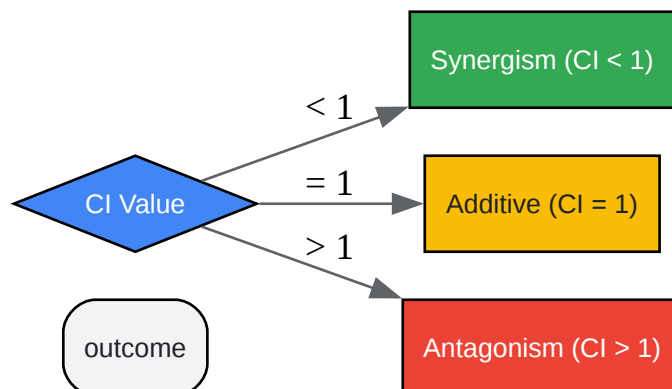 Synergism (CI < 1)
< 1
CI Value
= 1
Additive (CI = 1)
> 1
outcome
Antagonism (CI > 1)